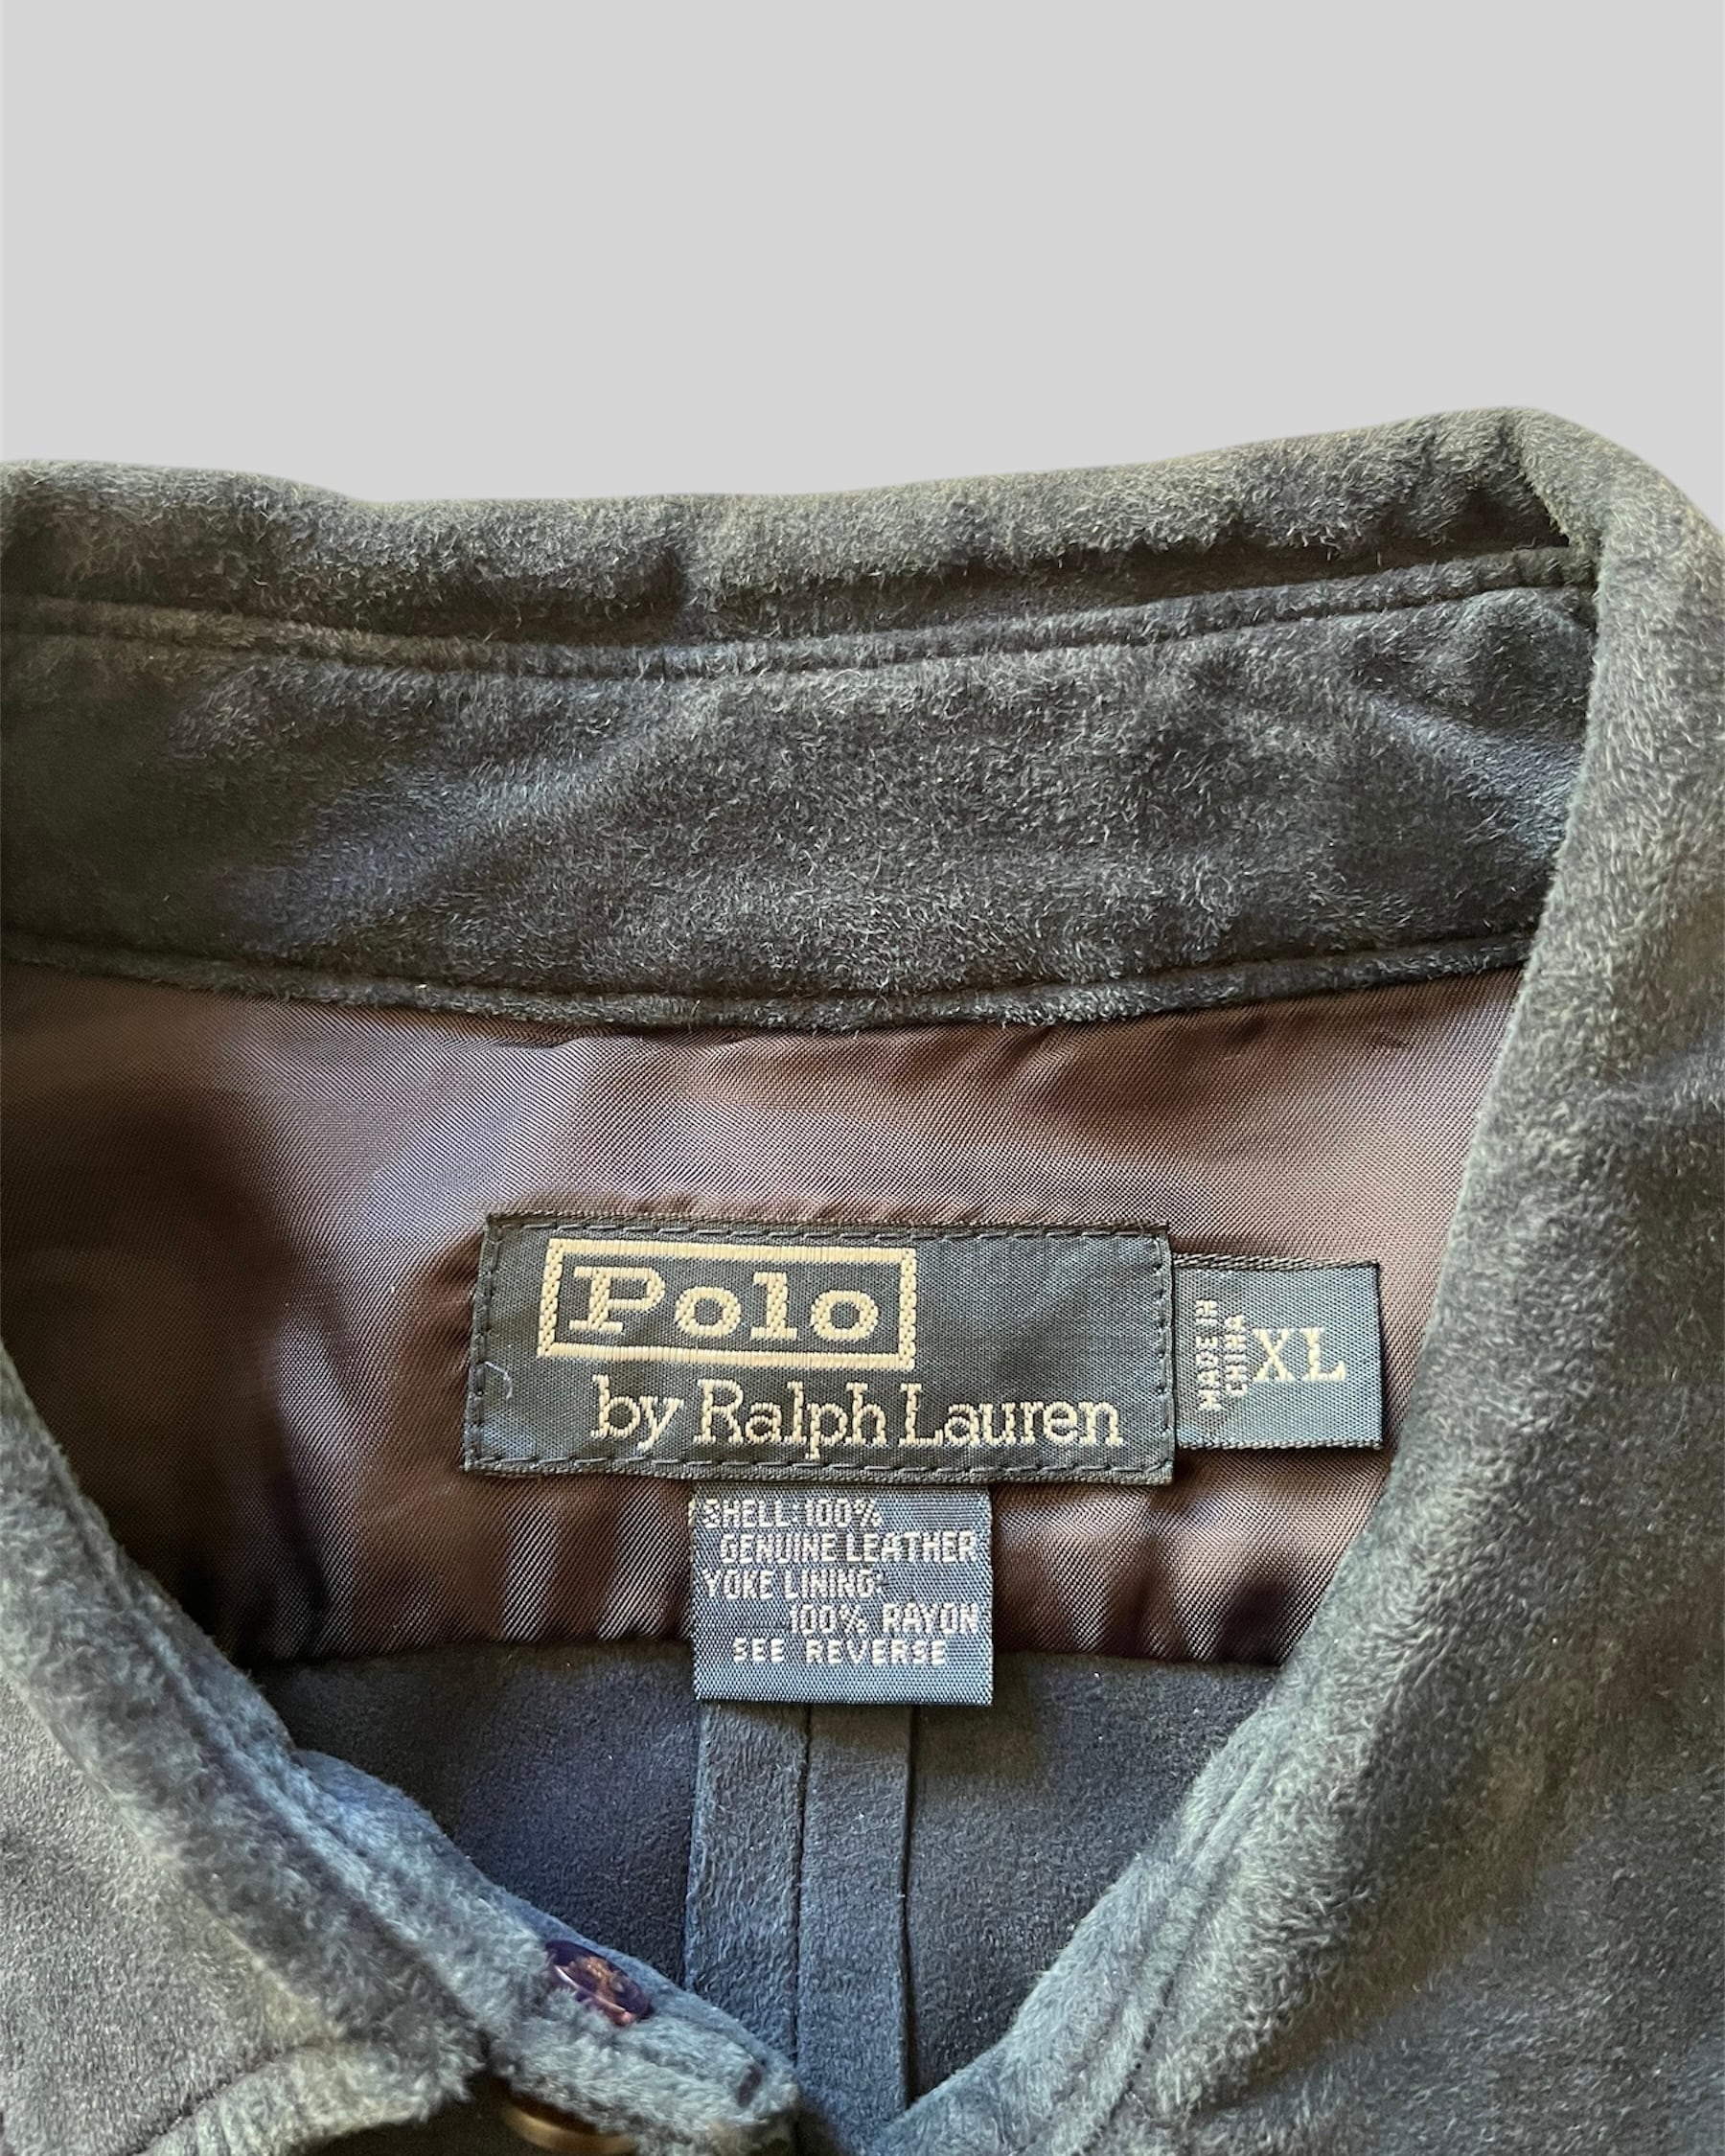 Polo
by Ralph Lauren
MADE IN
CHINA
XL
SHELL: 100%
GENUINE LEATHER
YOKE LINING:
100% RAYON
SEE REVERSE